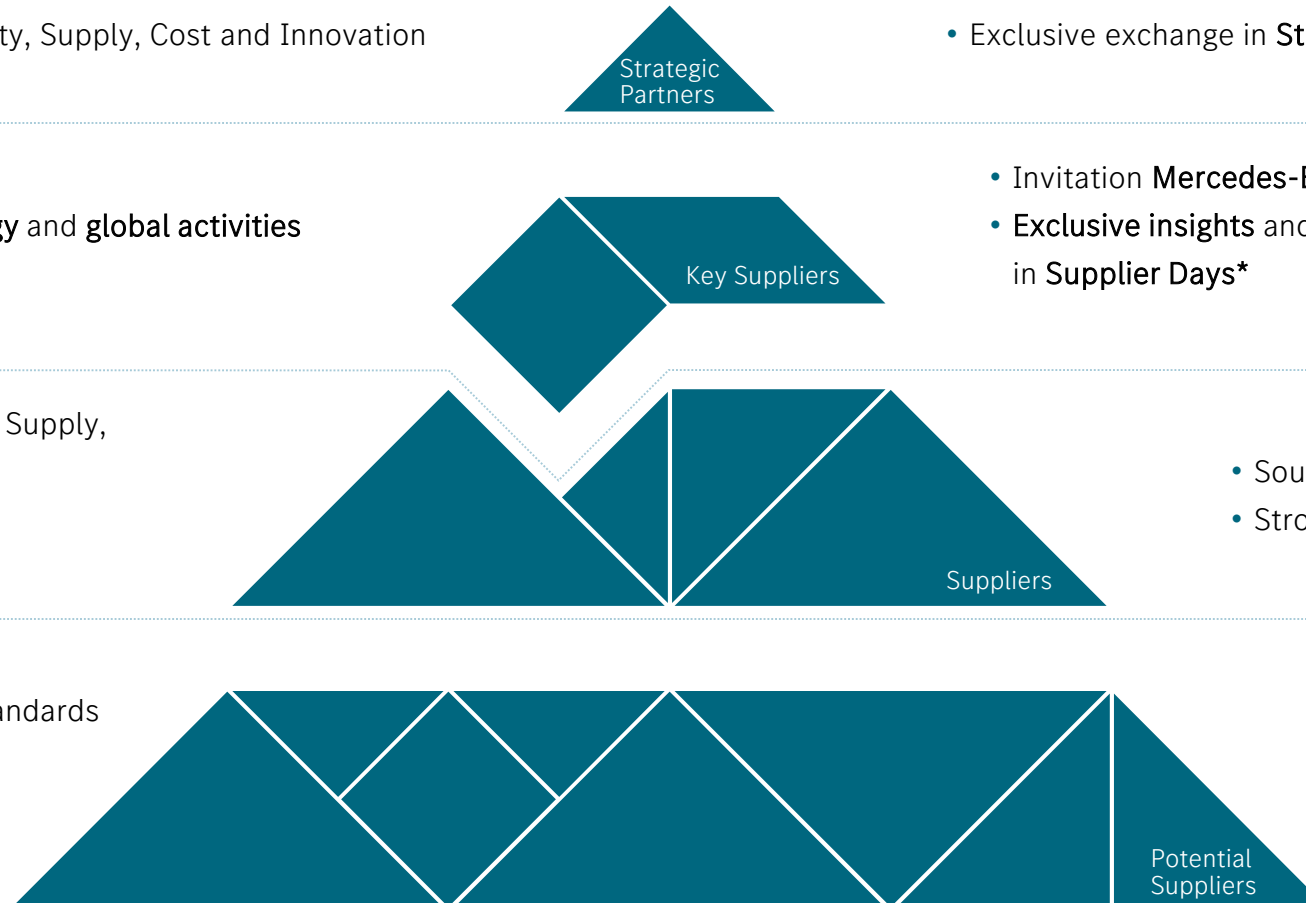 ty, Supply, Cost and Innovation
Strategic
Partners
• Exclusive exchange in St
gy and global activities
Key Suppliers
• Invitation Mercedes-B
• Exclusive insights and
in Supplier Days*
Supply,
Suppliers
• Sou
• Stro
andards
Potential
Suppliers